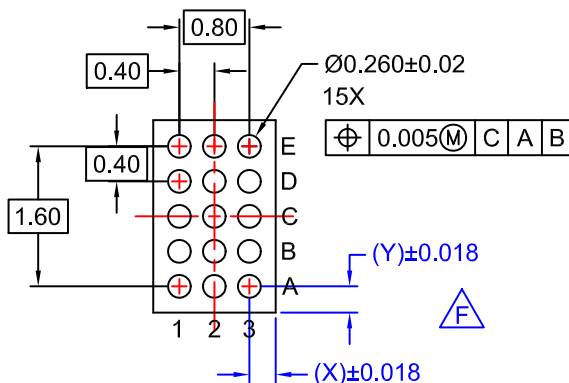 0.80
0.40
Ø0.260±0.02
15X
⌖ 0.005Ⓜ C A B
E
0.40
D
1.60
C
B
(Y)±0.018
A
F
1 2 3
(X)±0.018